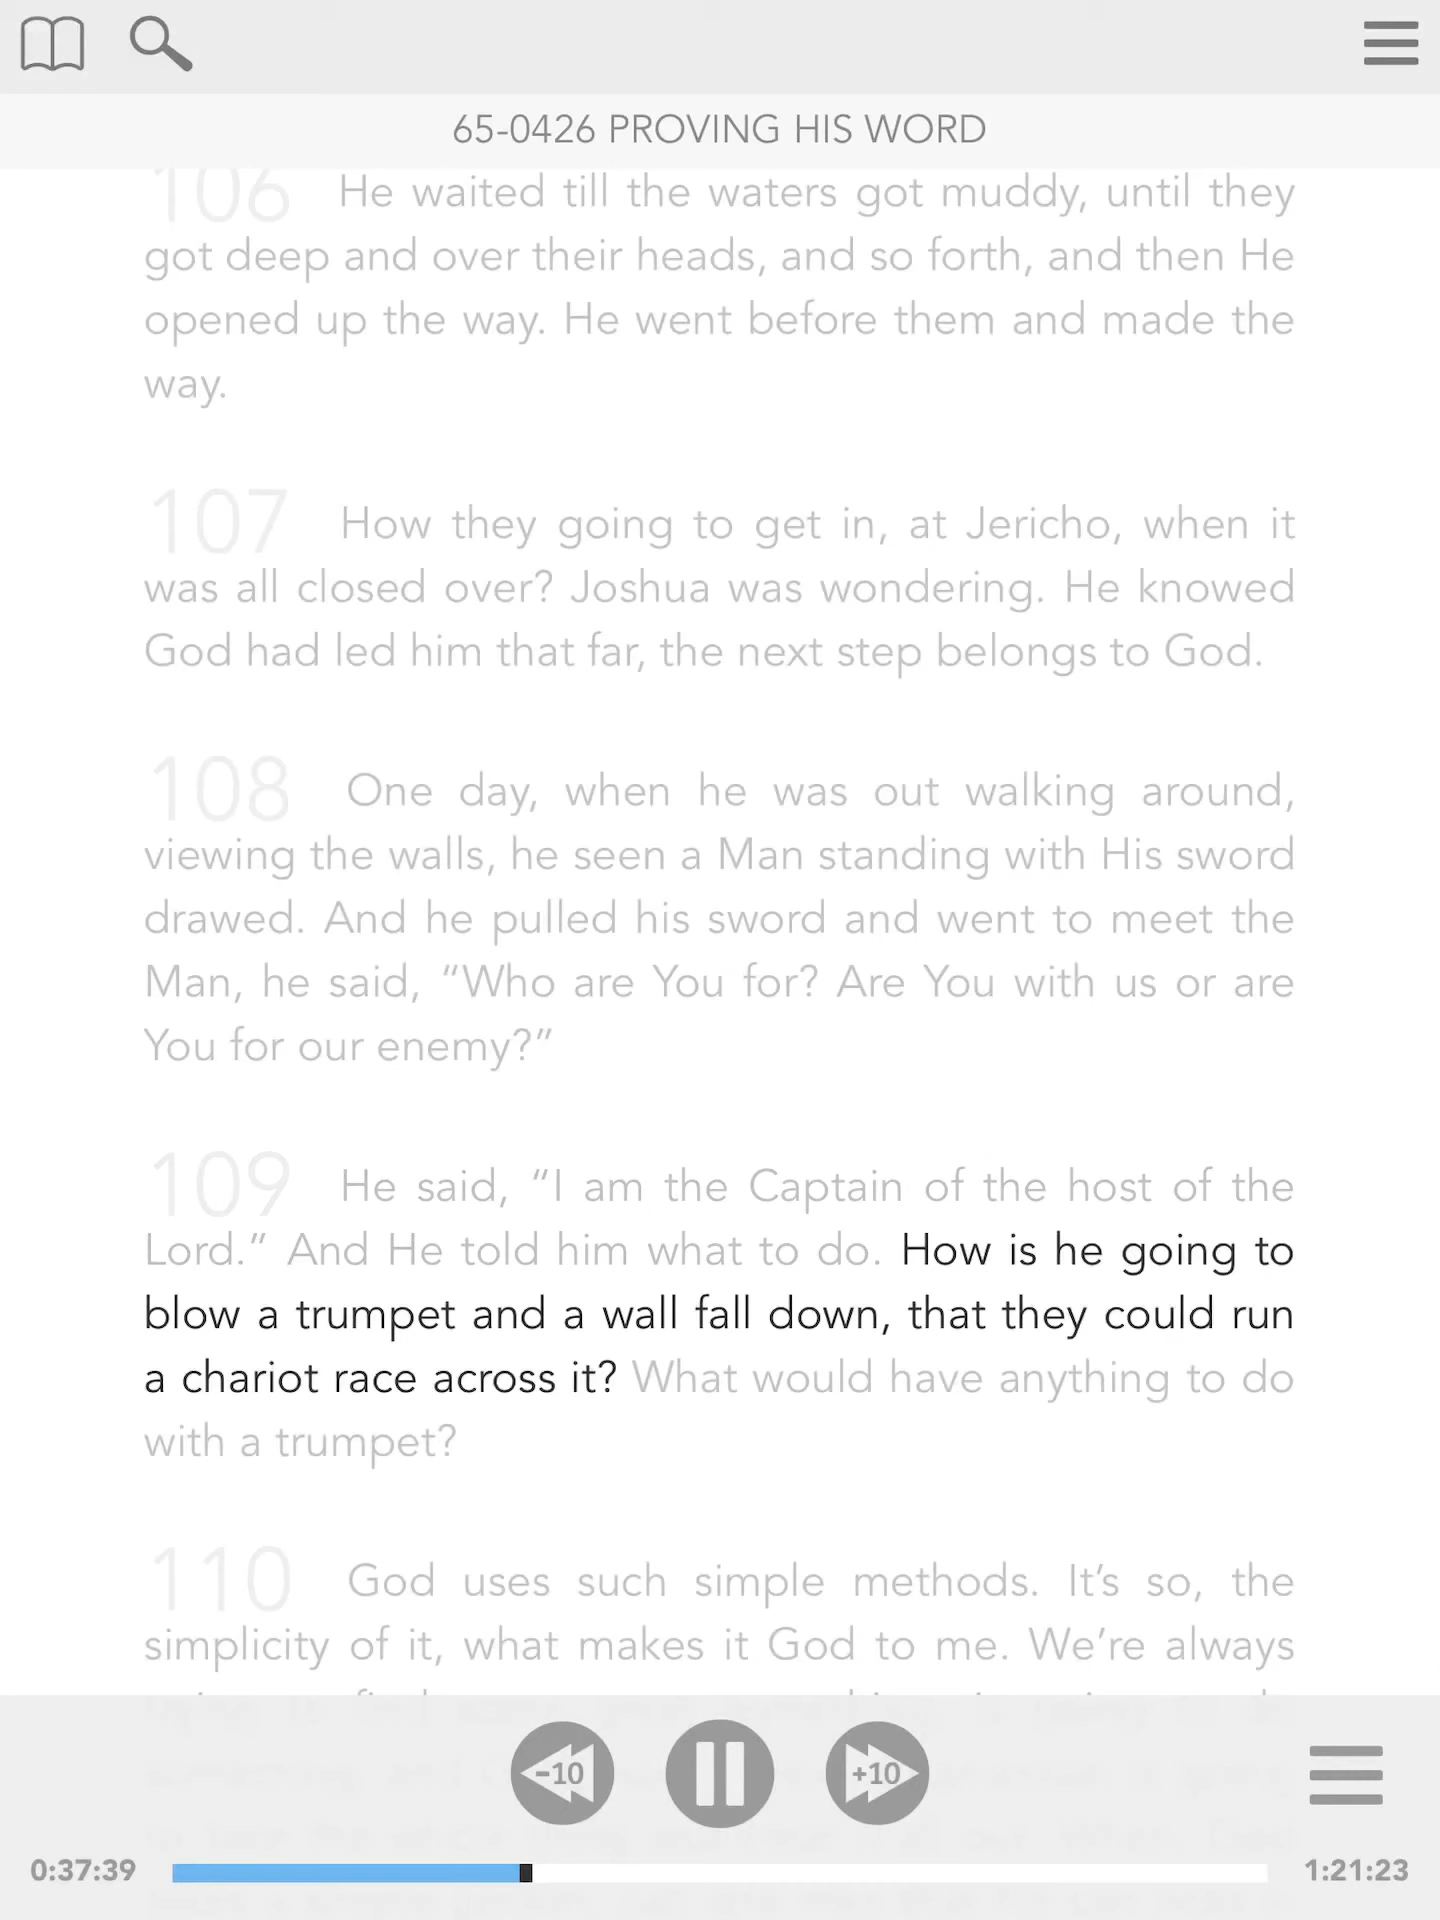 65-0426 PROVING HIS WORD
106 He waited till the waters got muddy, until they
got deep and over their heads, and so forth, and then He
opened up the way. He went before them and made the
way.
107 How they going to get in, at Jericho, when it
was all closed over? Joshua was wondering. He knowed
God had led him that far, the next step belongs to God.
108 One day, when he was out walking around,
viewing the walls, he seen a Man standing with His sword
drawed. And he pulled his sword and went to meet the
Man, he said, “Who are You for? Are You with us or are
You for our enemy?”
109 He said, “I am the Captain of the host of the
Lord.” And He told him what to do. How is he going to
blow a trumpet and a wall fall down, that they could run
a chariot race across it? What would have anything to do
with a trumpet?
110 God uses such simple methods. It’s so, the
simplicity of it, what makes it God to me. We’re always
-10 +10
0:37:39 1:21:23